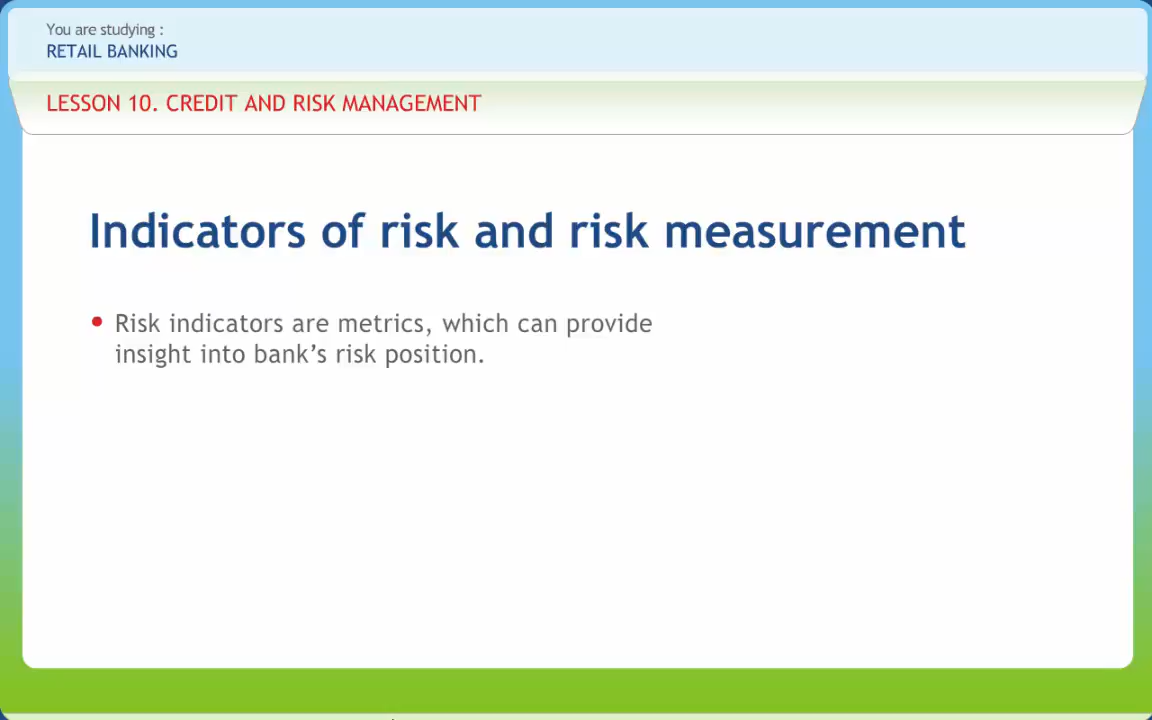 You are studying :
RETAIL BANKING
LESSON 10. CREDIT AND RISK MANAGEMENT
Indicators of risk and risk measurement
• Risk indicators are metrics, which can provide
insight into bank’s risk position.